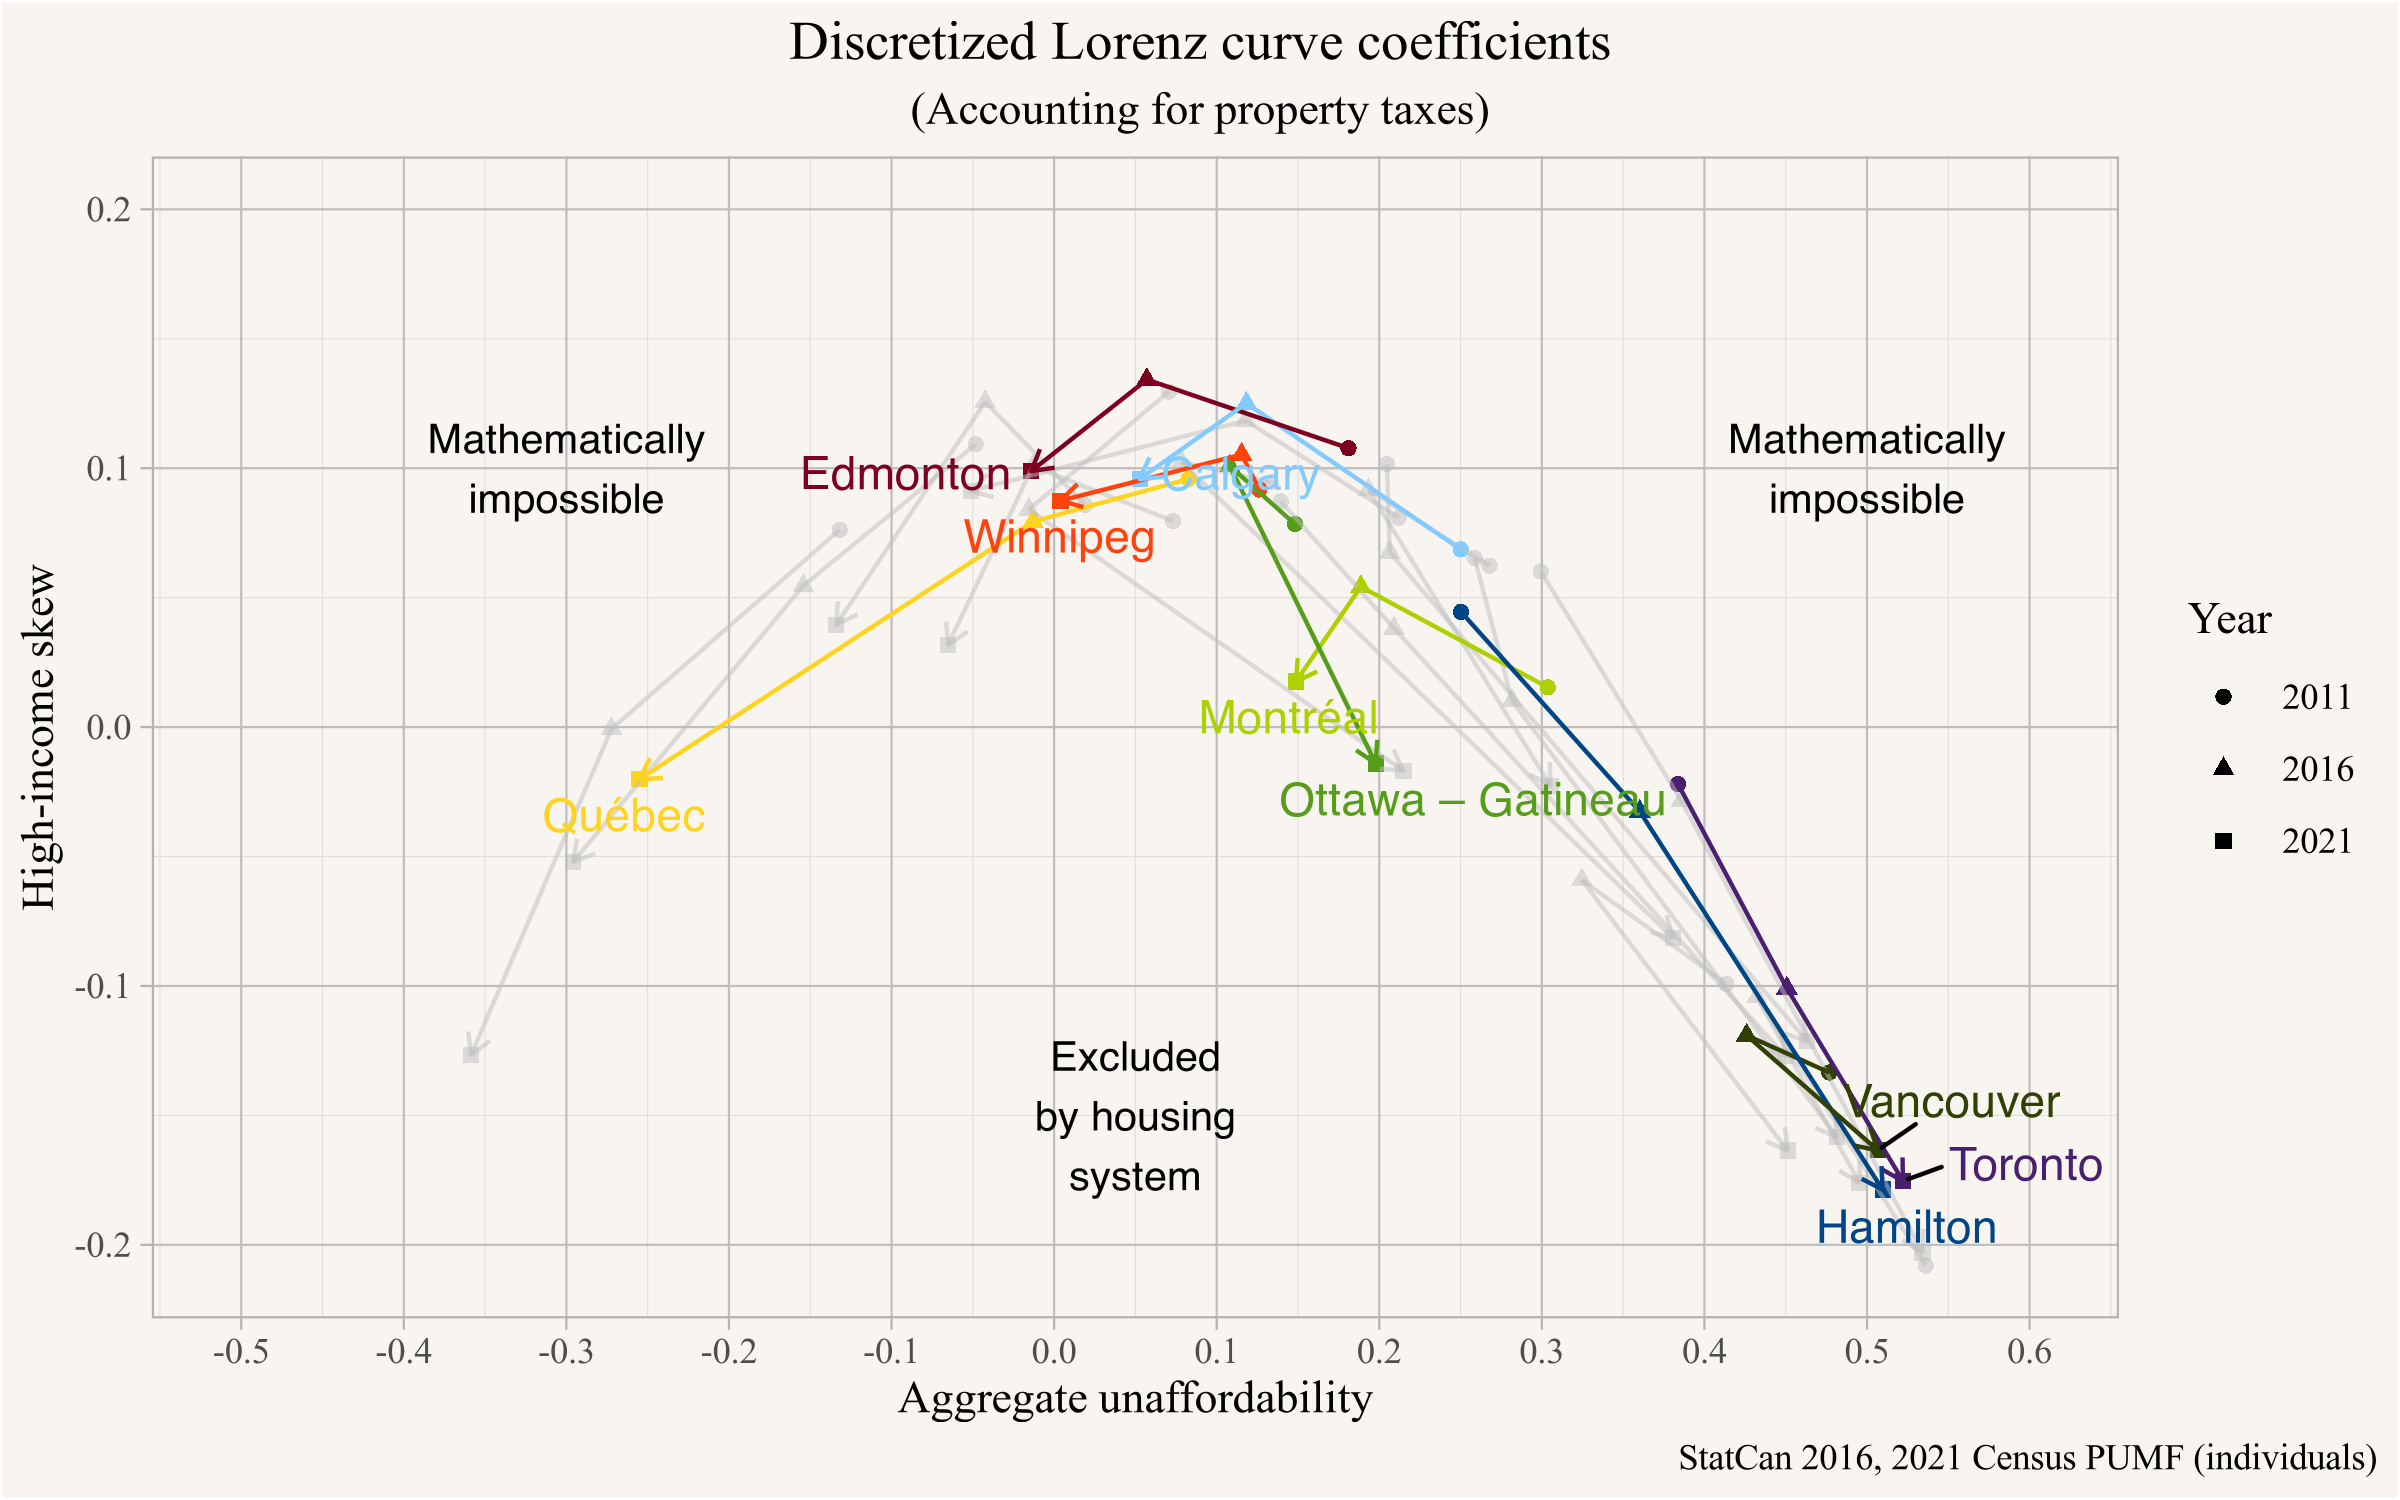 Discretized Lorenz curve coefficients
(Accounting for property taxes)
High-income skew
0.2
0.1
0.0
-0.1
-0.2
Mathematically
impossible
Mathematically
impossible
Edmonton
Calgary
Winnipeg
Montréal
Ottawa – Gatineau
Québec
Excluded
by housing
system
Vancouver
Toronto
Hamilton
Year
2011
2016
2021
-0.5
-0.4
-0.3
-0.2
-0.1
0.0
0.1
0.2
0.3
0.4
0.5
0.6
Aggregate unaffordability
StatCan 2016, 2021 Census PUMF (individuals)